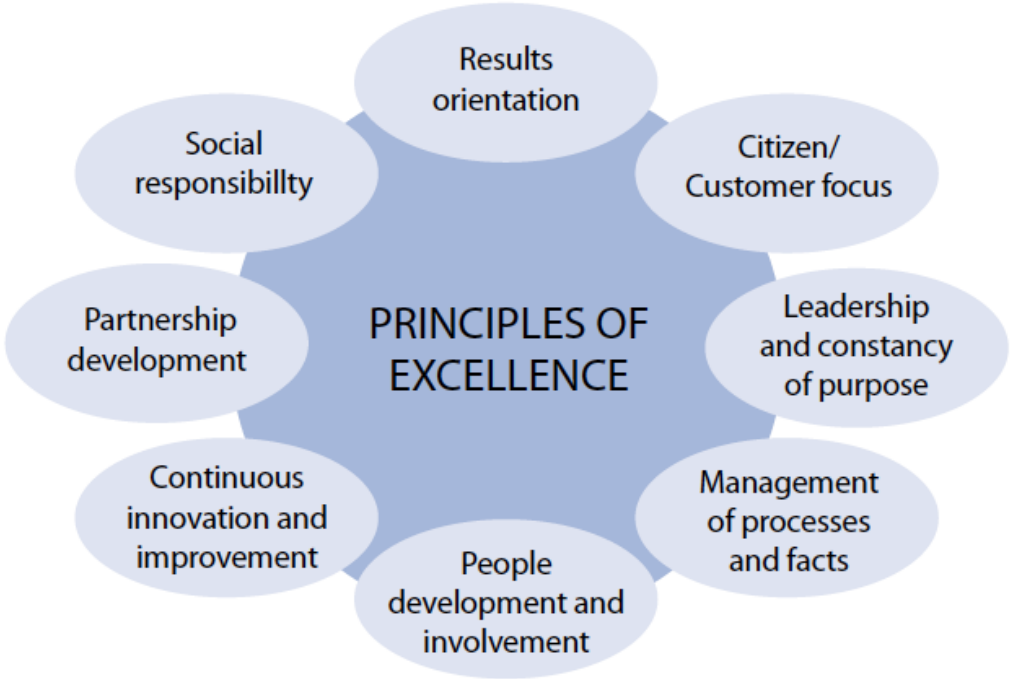 Results
orientation
Social
responsibillty
Citizen/
Customer focus
Partnership
development
PRINCIPLES OF
EXCELLENCE
Leadership
and constancy
of purpose
Continuous
innovation and
improvement
Management
of processes
and facts
People
development and
involvement